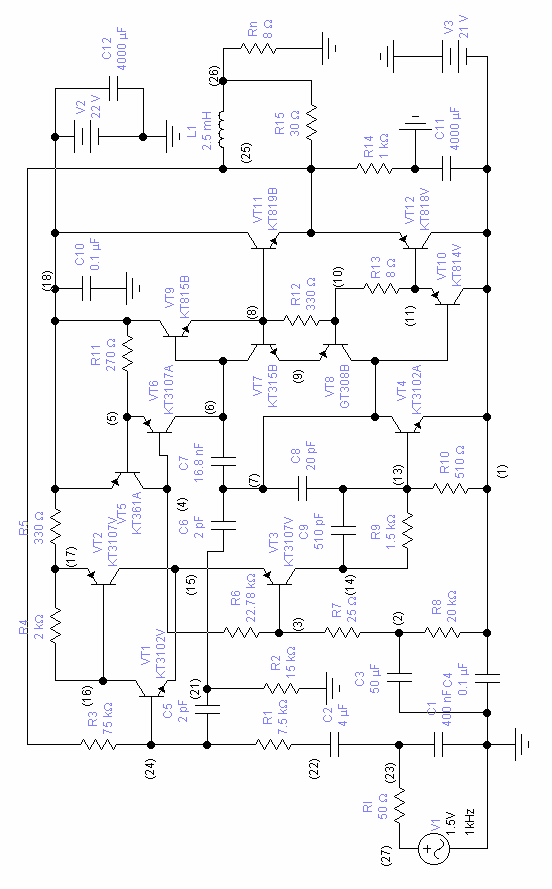 C12
4000 µF
V2
22 V
C10
0.1 µF
(18)
R11
270 Ω
(5)
VT5
KT361A
R5
330 Ω
(17)
R4
2 kΩ
(16)
VT2
KT3107V
VT1
KT3102V
R3
75 kΩ
(24)
(26)
Rn
8 Ω
L1
2.5 mH
(25)
R15
30 Ω
VT11
KT819B
VT9
KT815B
(8)
R12
330 Ω
(10)
VT7
KT315B
(9)
VT8
GT308B
VT6
KT3107A
(6)
(4)
C7
16.8 nF
(7)
C6
2 pF
C8
20 pF
(15)
VT3
KT3107V
C9
510 pF
(14)
R6
22.78 kΩ
(3)
R7
25 Ω
(2)
R8
20 kΩ
C5
2 pF
(21)
R2
15 kΩ
R1
7.5 kΩ
(22)
C2
4 µF
(23)
C1
400 nF
C3
50 µF
C4
0.1 µF
V3
21 V
R14
1 kΩ
C11
4000 µF
VT12
KT818V
R13
8 Ω
(11)
VT10
KT814V
VT4
KT3102A
(13)
R10
510 Ω
R9
1.5 kΩ
(1)
RI
50 Ω
(27)
V1
1.5V
1kHz